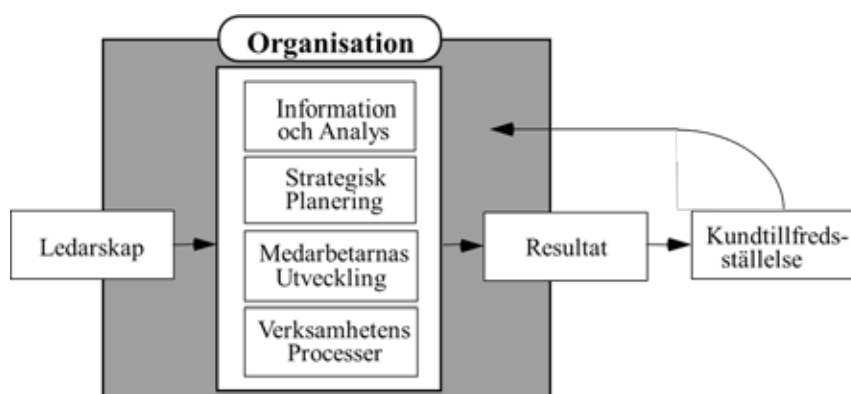 Organisation
Information
och Analys
Strategisk
Planering
Ledarskap
Medarbetarnas
Utveckling
Verksamhetens
Processer
Resultat
Kundtillfreds-
ställelse